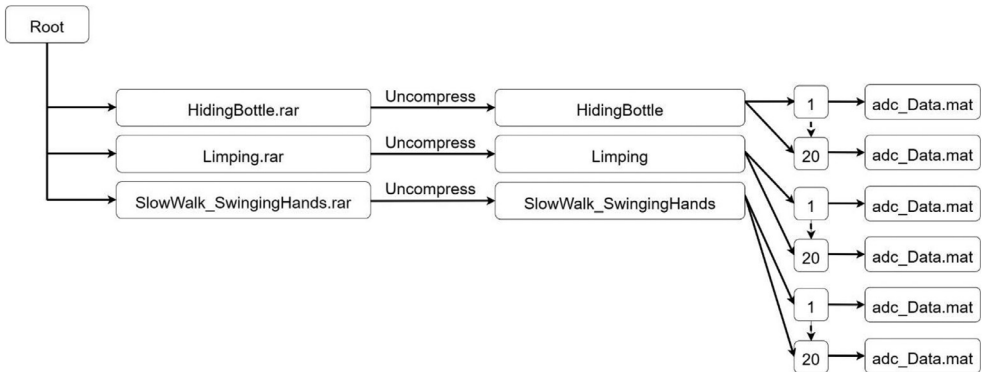 Root
HidingBottle.rar
Uncompress
HidingBottle
1
adc_Data.mat
20
adc_Data.mat
Limping.rar
Uncompress
Limping
1
adc_Data.mat
20
adc_Data.mat
SlowWalk_SwingingHands.rar
Uncompress
SlowWalk_SwingingHands
1
adc_Data.mat
20
adc_Data.mat